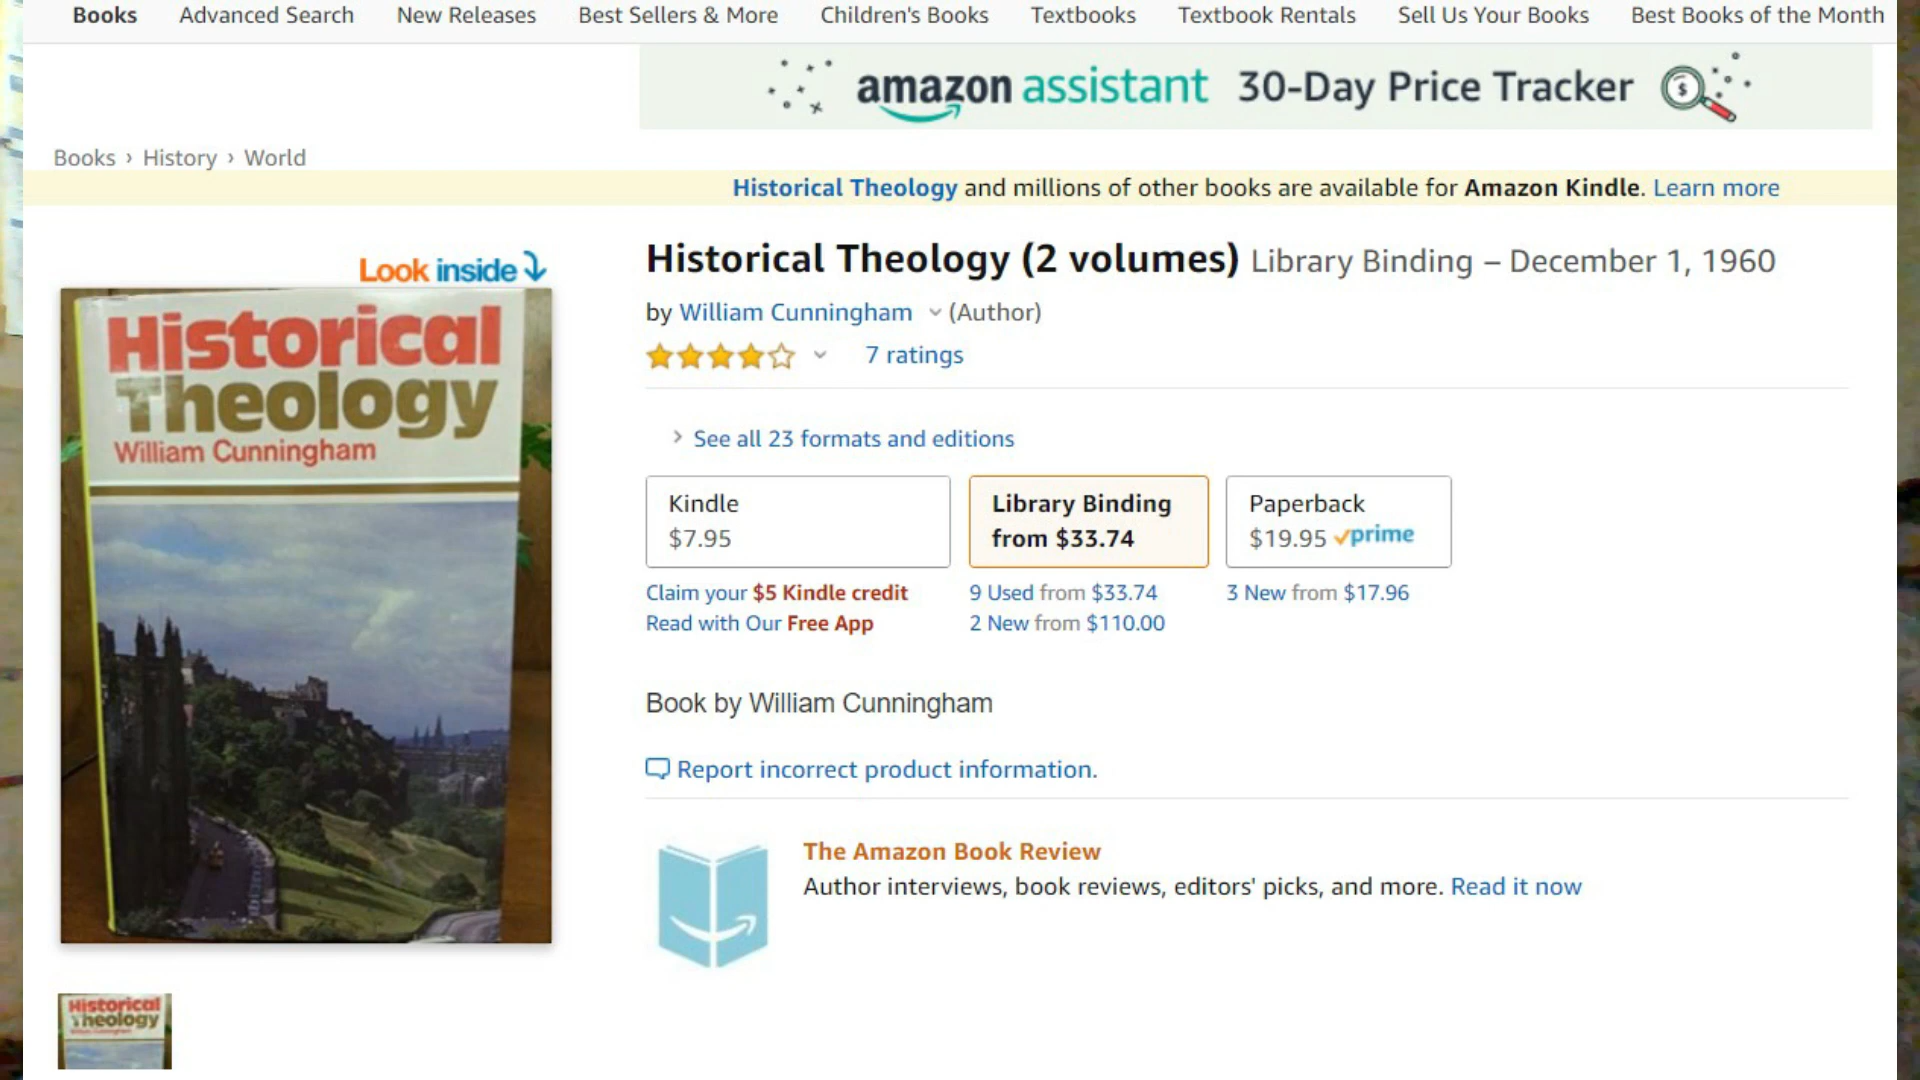 Books Advanced Search New Releases Best Sellers & More Children's Books Textbooks Textbook Rentals Sell Us Your Books Best Books of the Month
amazon assistant 30-Day Price Tracker
Books › History › World
Historical Theology and millions of other books are available for Amazon Kindle. Learn more
Look inside
Historical
Theology
William Cunningham
Historical Theology (2 volumes) Library Binding – December 1, 1960
by William Cunningham (Author)
7 ratings
See all 23 formats and editions
Kindle
$7.95
Claim your $5 Kindle credit
Read with Our Free App
Library Binding
from $33.74
9 Used from $33.74
2 New from $110.00
Paperback
$19.95 prime
3 New from $17.96
Book by William Cunningham
Report incorrect product information.
The Amazon Book Review
Author interviews, book reviews, editors' picks, and more. Read it now
Historical
Theology
William Cunningham